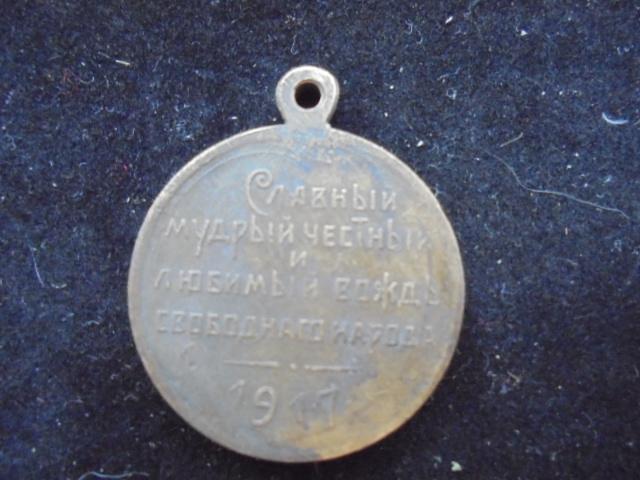 Славный
мудрый честный
и
любимый вождь
свободнаго народа
1917